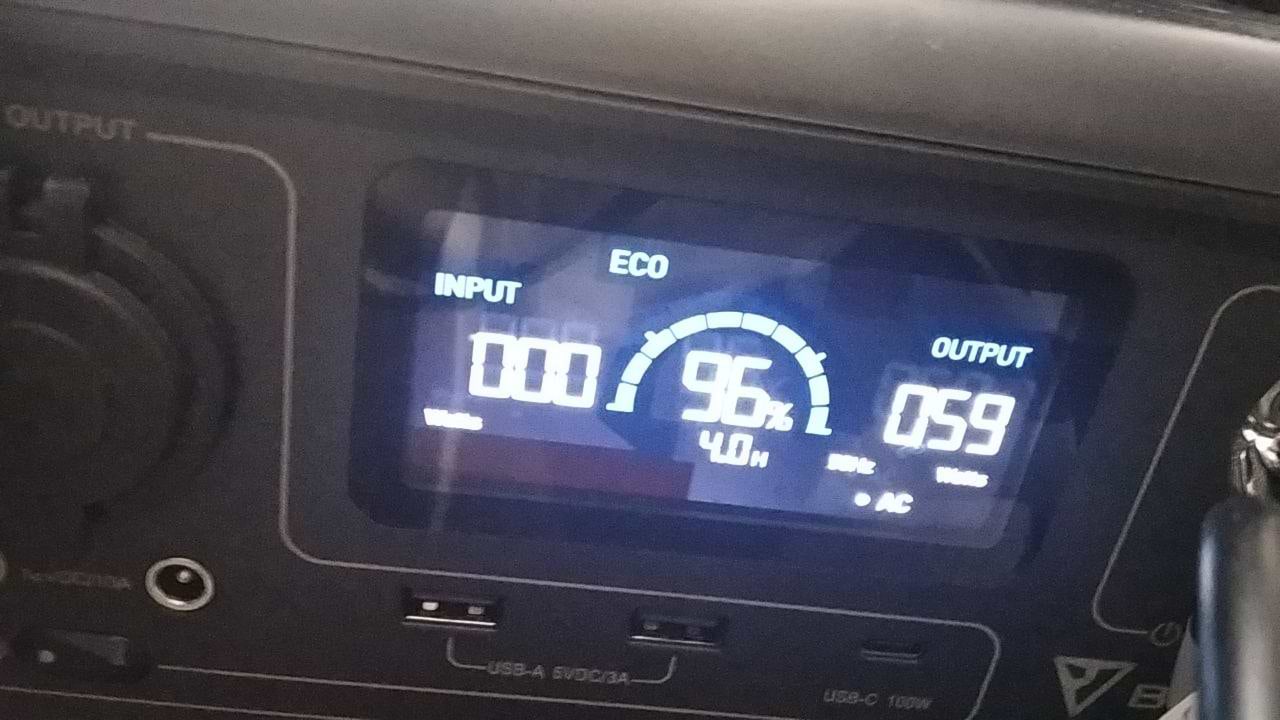 OUTPUT
ECO
INPUT
000
Watts
96%
4.0H
OUTPUT
059
Watts
AC
USB-A 5VDC/3A
USB-C 100W